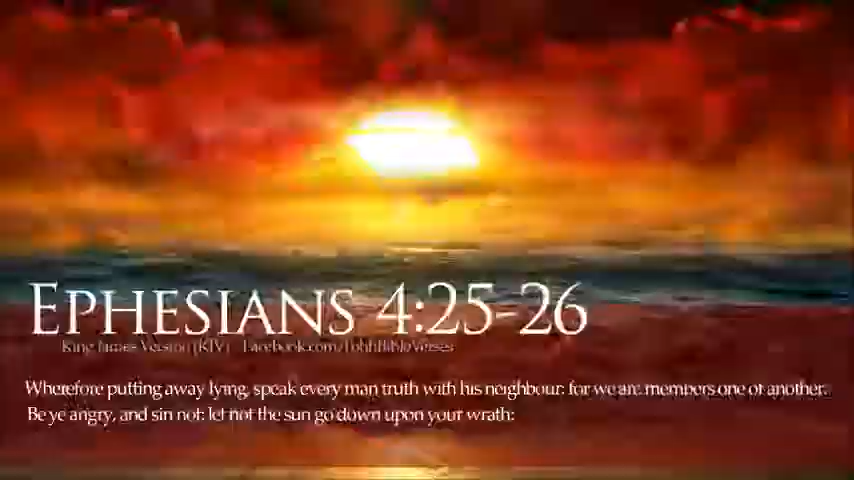 EPHESIANS 4:25-26
King James Version (KJV) Facebook.com/TohhBibleVerses
Wherefore putting away lying, speak every man truth with his neighbour: for we are members one of another.
Be ye angry, and sin not: let not the sun go down upon your wrath: